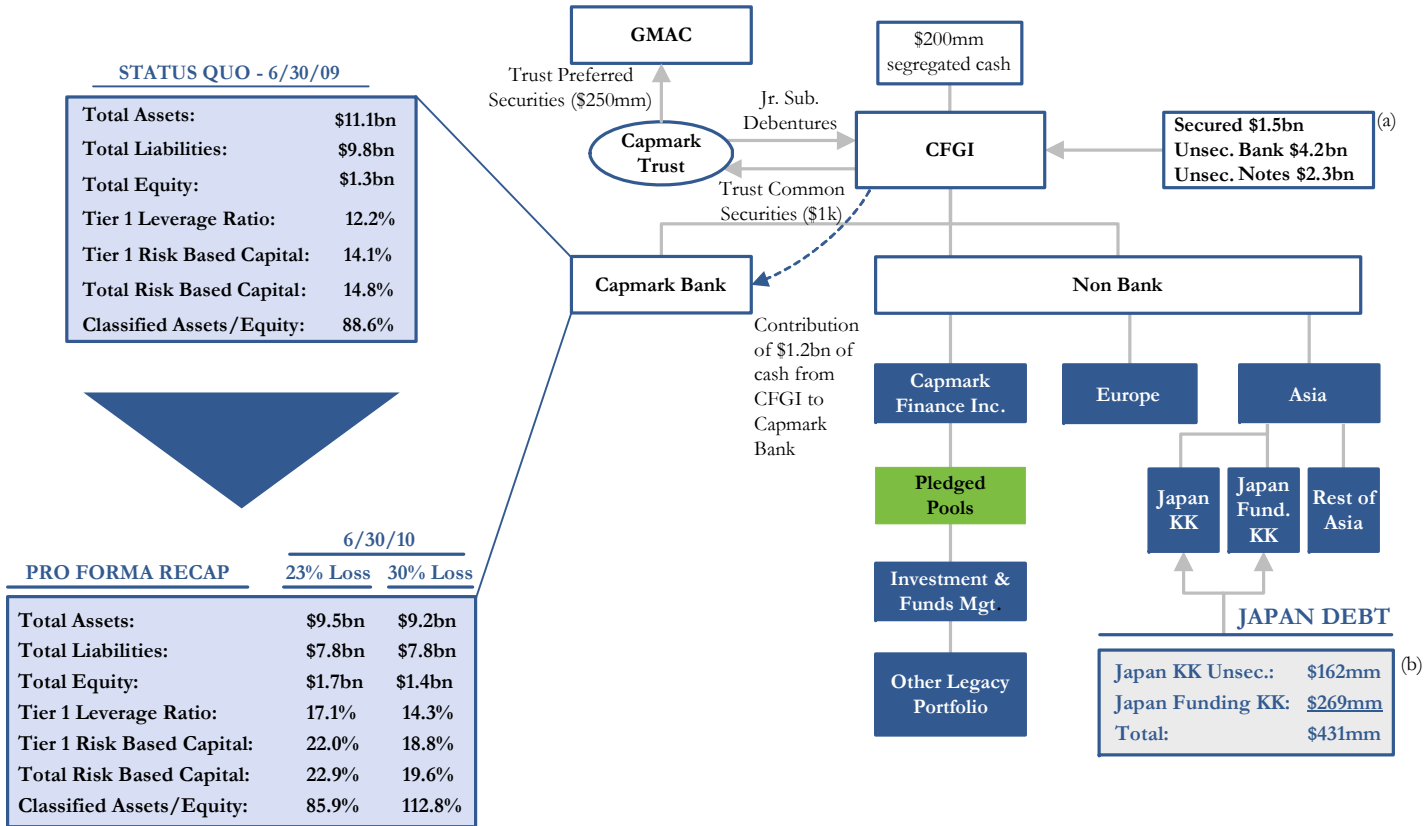 GMAC
$200mm
segregated cash
STATUS QUO - 6/30/09
Total Assets: $11.1bn
Total Liabilities: $9.8bn
Total Equity: $1.3bn
Tier 1 Leverage Ratio: 12.2%
Tier 1 Risk Based Capital: 14.1%
Total Risk Based Capital: 14.8%
Classified Assets/Equity: 88.6%
Trust Preferred
Securities ($250mm)
Jr. Sub.
Debentures
Capmark
Trust
CFGI
Secured $1.5bn
Unsec. Bank $4.2bn
Unsec. Notes $2.3bn
(a)
Trust Common
Securities ($1k)
Capmark Bank
Non Bank
Contribution
of $1.2bn of
cash from
CFGI to
Capmark
Bank
Capmark
Finance Inc.
Europe
Asia
Pledged
Pools
Japan
KK
Japan
Fund.
KK
Rest of
Asia
Investment &
Funds Mgt.
Other Legacy
Portfolio
JAPAN DEBT
Japan KK Unsec.: $162mm
Japan Funding KK: $269mm
Total: $431mm
(b)
6/30/10
PRO FORMA RECAP 23% Loss 30% Loss
Total Assets: $9.5bn $9.2bn
Total Liabilities: $7.8bn $7.8bn
Total Equity: $1.7bn $1.4bn
Tier 1 Leverage Ratio: 17.1% 14.3%
Tier 1 Risk Based Capital: 22.0% 18.8%
Total Risk Based Capital: 22.9% 19.6%
Classified Assets/Equity: 85.9% 112.8%